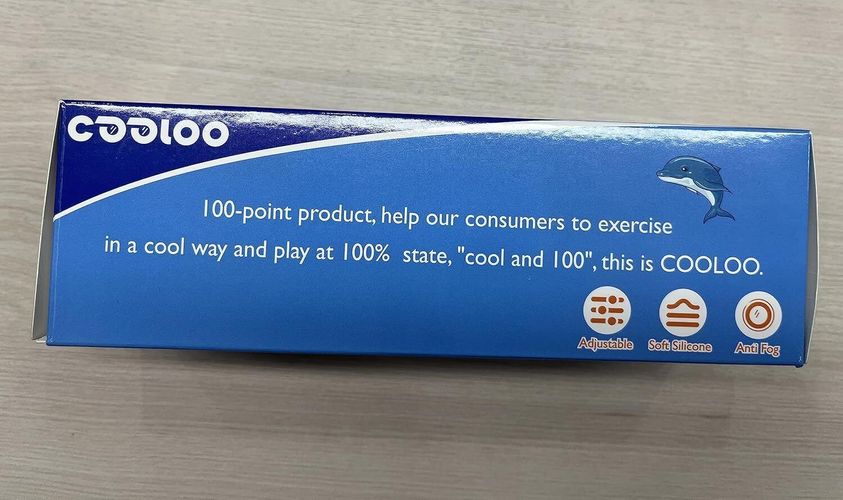 COOLOO
100-point product, help our consumers to exercise
in a cool way and play at 100% state, "cool and 100", this is COOLOO.
Adjustable Soft Silicone Anti Fog